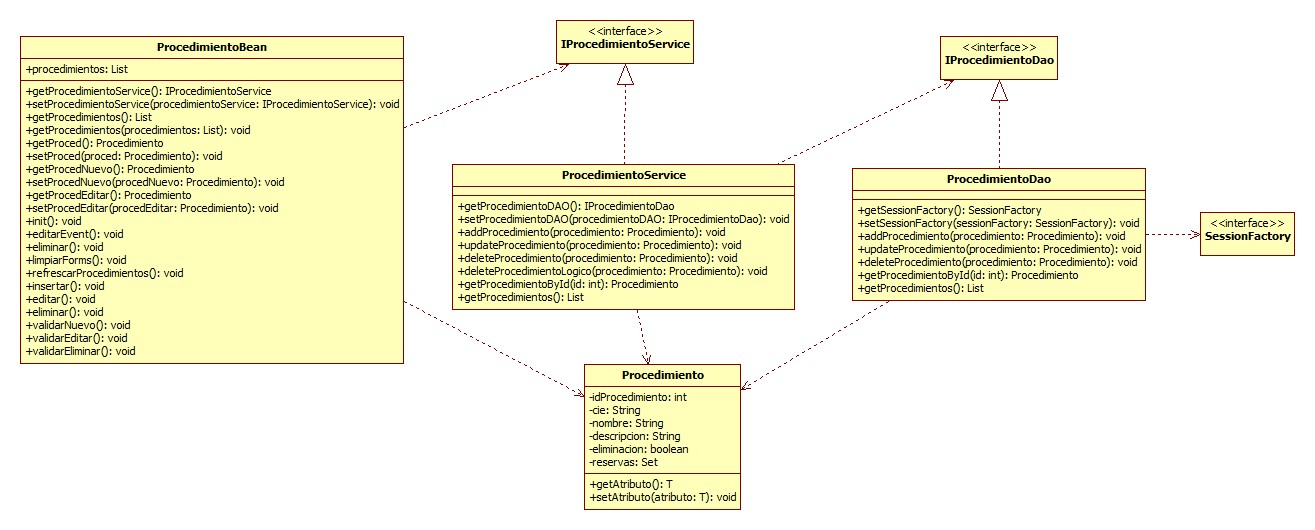 ProcedimientoBean
+procedimientos: List
+getProcedimientoService(): IProcedimientoService
+setProcedimientoService(procedimientoService: IProcedimientoService): void
+getProcedimientos(): List
+getProcedimientos(procedimientos: List): void
+getProced(): Procedimiento
+setProced(proced: Procedimiento): void
+getProcedNuevo(): Procedimiento
+setProcedNuevo(procedNuevo: Procedimiento): void
+getProcedEditar(): Procedimiento
+setProcedEditar(procedEditar: Procedimiento): void
+init(): void
+editarEvent(): void
+eliminar(): void
+limpiarForms(): void
+refrescarProcedimientos(): void
+insertar(): void
+editar(): void
+eliminar(): void
+validarNuevo(): void
+validarEditar(): void
+validarEliminar(): void
<<interface>>
IProcedimientoService
<<interface>>
IProcedimientoDao
ProcedimientoService
+getProcedimientoDAO(): IProcedimientoDao
+setProcedimientoDAO(procedimientoDAO: IProcedimientoDao): void
+addProcedimiento(procedimiento: Procedimiento): void
+updateProcedimiento(procedimiento: Procedimiento): void
+deleteProcedimiento(procedimiento: Procedimiento): void
+deleteProcedimientoLogico(procedimiento: Procedimiento): void
+getProcedimientoById(id: int): Procedimiento
+getProcedimientos(): List
ProcedimientoDao
+getSessionFactory(): SessionFactory
+setSessionFactory(sessionFactory: SessionFactory): void
+addProcedimiento(procedimiento: Procedimiento): void
+updateProcedimiento(procedimiento: Procedimiento): void
+deleteProcedimiento(procedimiento: Procedimiento): void
+getProcedimientoById(id: int): Procedimiento
+getProcedimientos(): List
<<interface>>
SessionFactory
Procedimiento
-idProcedimiento: int
-cie: String
-nombre: String
-descripcion: String
-eliminacion: boolean
-reservas: Set
+getAtributo(): T
+setAtributo(atributo: T): void